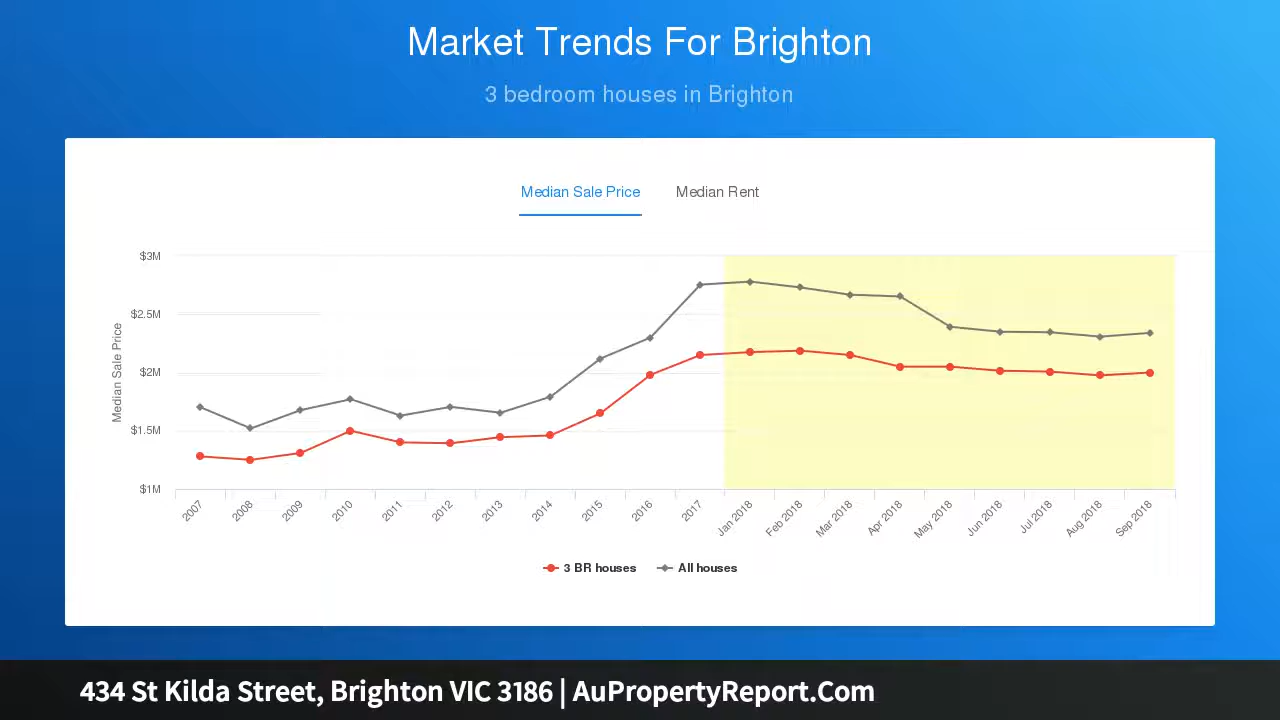 Market Trends For Brighton
3 bedroom houses in Brighton
Median Sale Price Median Rent
$3M
$2.5M
$2M
$1.5M
$1M
Median Sale Price
2007 2008 2009 2010 2011 2012 2013 2014 2015 2016 2017 Jan 2018 Feb 2018 Mar 2018 Apr 2018 May 2018 Jun 2018 Jul 2018 Aug 2018 Sep 2018
3 BR houses All houses
434 St Kilda Street, Brighton VIC 3186 | AuPropertyReport.Com